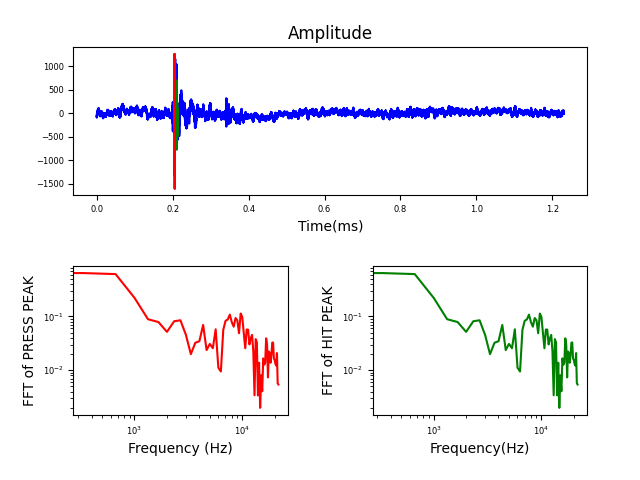 Amplitude
1000
500
0
−500
−1000
−1500
0.0 0.2 0.4 0.6 0.8 1.0 1.2
Time(ms)
FFT of PRESS PEAK
10⁻¹
10⁻²
10³ 10⁴
Frequency (Hz)
FFT of HIT PEAK
10⁻¹
10⁻²
10³ 10⁴
Frequency(Hz)